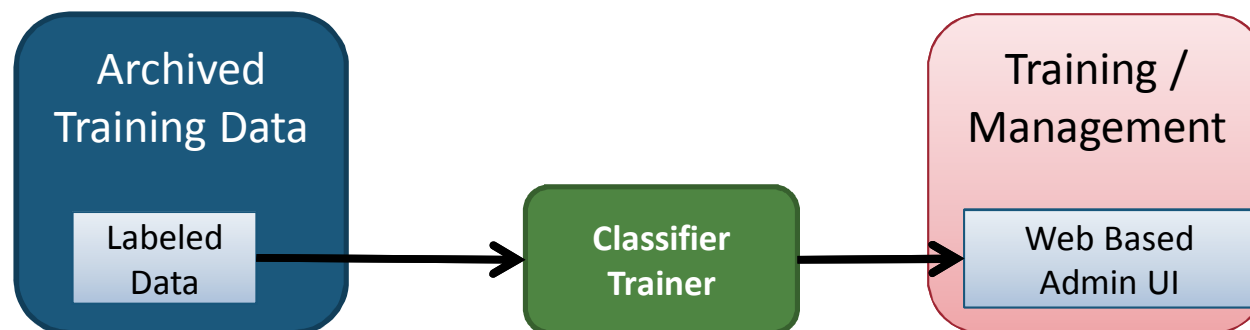 Archived
Training Data
Labeled
Data
Classifier
Trainer
Training /
Management
Web Based
Admin UI